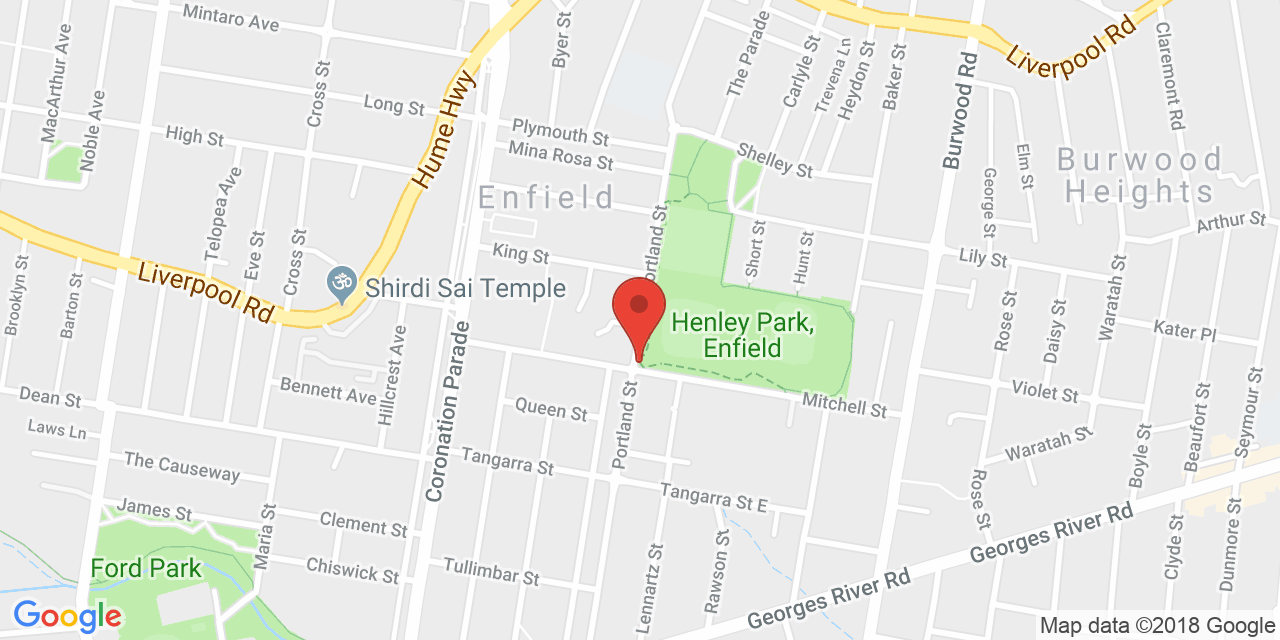 Mintaro Ave
MacArthur Ave
Noble Ave
Cross St
Hume Hwy
Byer St
The Parade
Carlyle St
Trevena Ln
Heydon St
Baker St
Burwood Rd
Liverpool Rd
Claremont Rd
Long St
High St
Plymouth St
Mina Rosa St
Shelley St
Elm St
George St
Burwood
Heights
Enfield
Telopea Ave
Eve St
Cross St
Portland St
Short St
Hunt St
Arthur St
Lily St
King St
Brooklyn St
Barton St
Liverpool Rd
Shirdi Sai Temple
Henley Park,
Enfield
Rose St
Daisy St
Waratah St
Kater Pl
Hillcrest Ave
Coronation Parade
Bennett Ave
Dean St
Laws Ln
Queen St
Portland St
Mitchell St
Violet St
Seymour St
Beaufort St
Boyle St
Waratah St
The Causeway
Tangarra St
Tangarra St E
Rose St
James St
Maria St
Clement St
Georges River Rd
Clyde St
Dunmore St
Ford Park
Chiswick St
Tullimbar St
Lennartz St
Rawson St
Georges River Rd
Google
Map data ©2018 Google